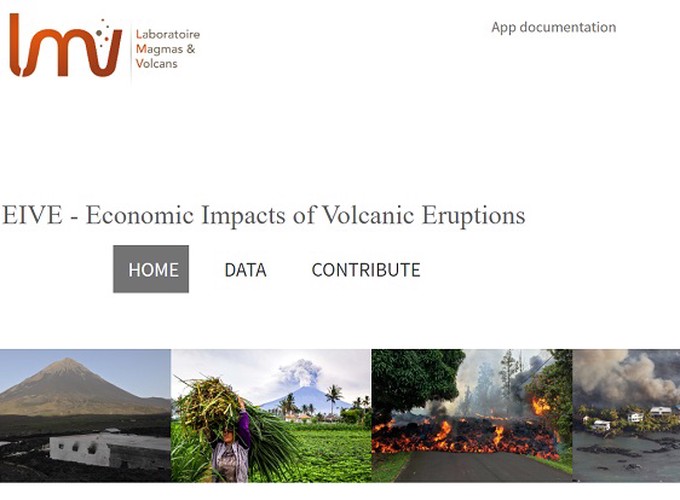 lmv
Laboratoire
Magmas &
Volcans
App documentation
EIVE - Economic Impacts of Volcanic Eruptions
HOME DATA CONTRIBUTE